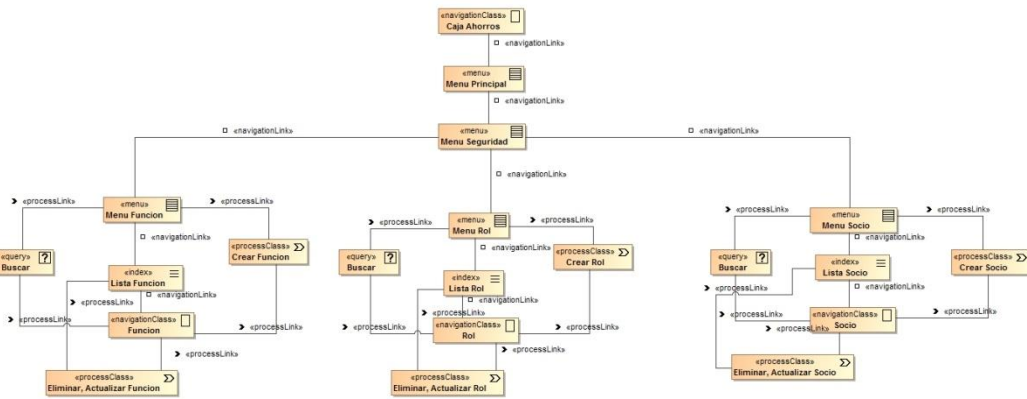 «navigationClass»
Caja Ahorros
«navigationLink»
«menu»
Menu Principal
«navigationLink»
«menu»
Menu Seguridad
«navigationLink»
«navigationLink»
«navigationLink»
«menu»
Menu Funcion
«processLink»
«processLink»
«navigationLink»
«query»
Buscar
«processClass»
Crear Funcion
«index»
Lista Funcion
«processLink»
«navigationLink»
«processLink»
«navigationClass»
Funcion
«processLink»
«processLink»
«processClass»
Eliminar, Actualizar Funcion
«menu»
Menu Rol
«processLink»
«processLink»
«navigationLink»
«query»
Buscar
«processClass»
Crear Rol
«index»
Lista Rol
«navigationLink»
«processLink»
«processLink»
«navigationClass»
Rol
«processLink»
«processLink»
«processClass»
Eliminar, Actualizar Rol
«menu»
Menu Socio
«processLink»
«processLink»
«navigationLink»
«query»
Buscar
«index»
Lista Socio
«processClass»
Crear Socio
«processLink»
«navigationLink»
«processLink»
«navigationClass»
Socio
«processLink»
«processLink»
«processClass»
Eliminar, Actualizar Socio